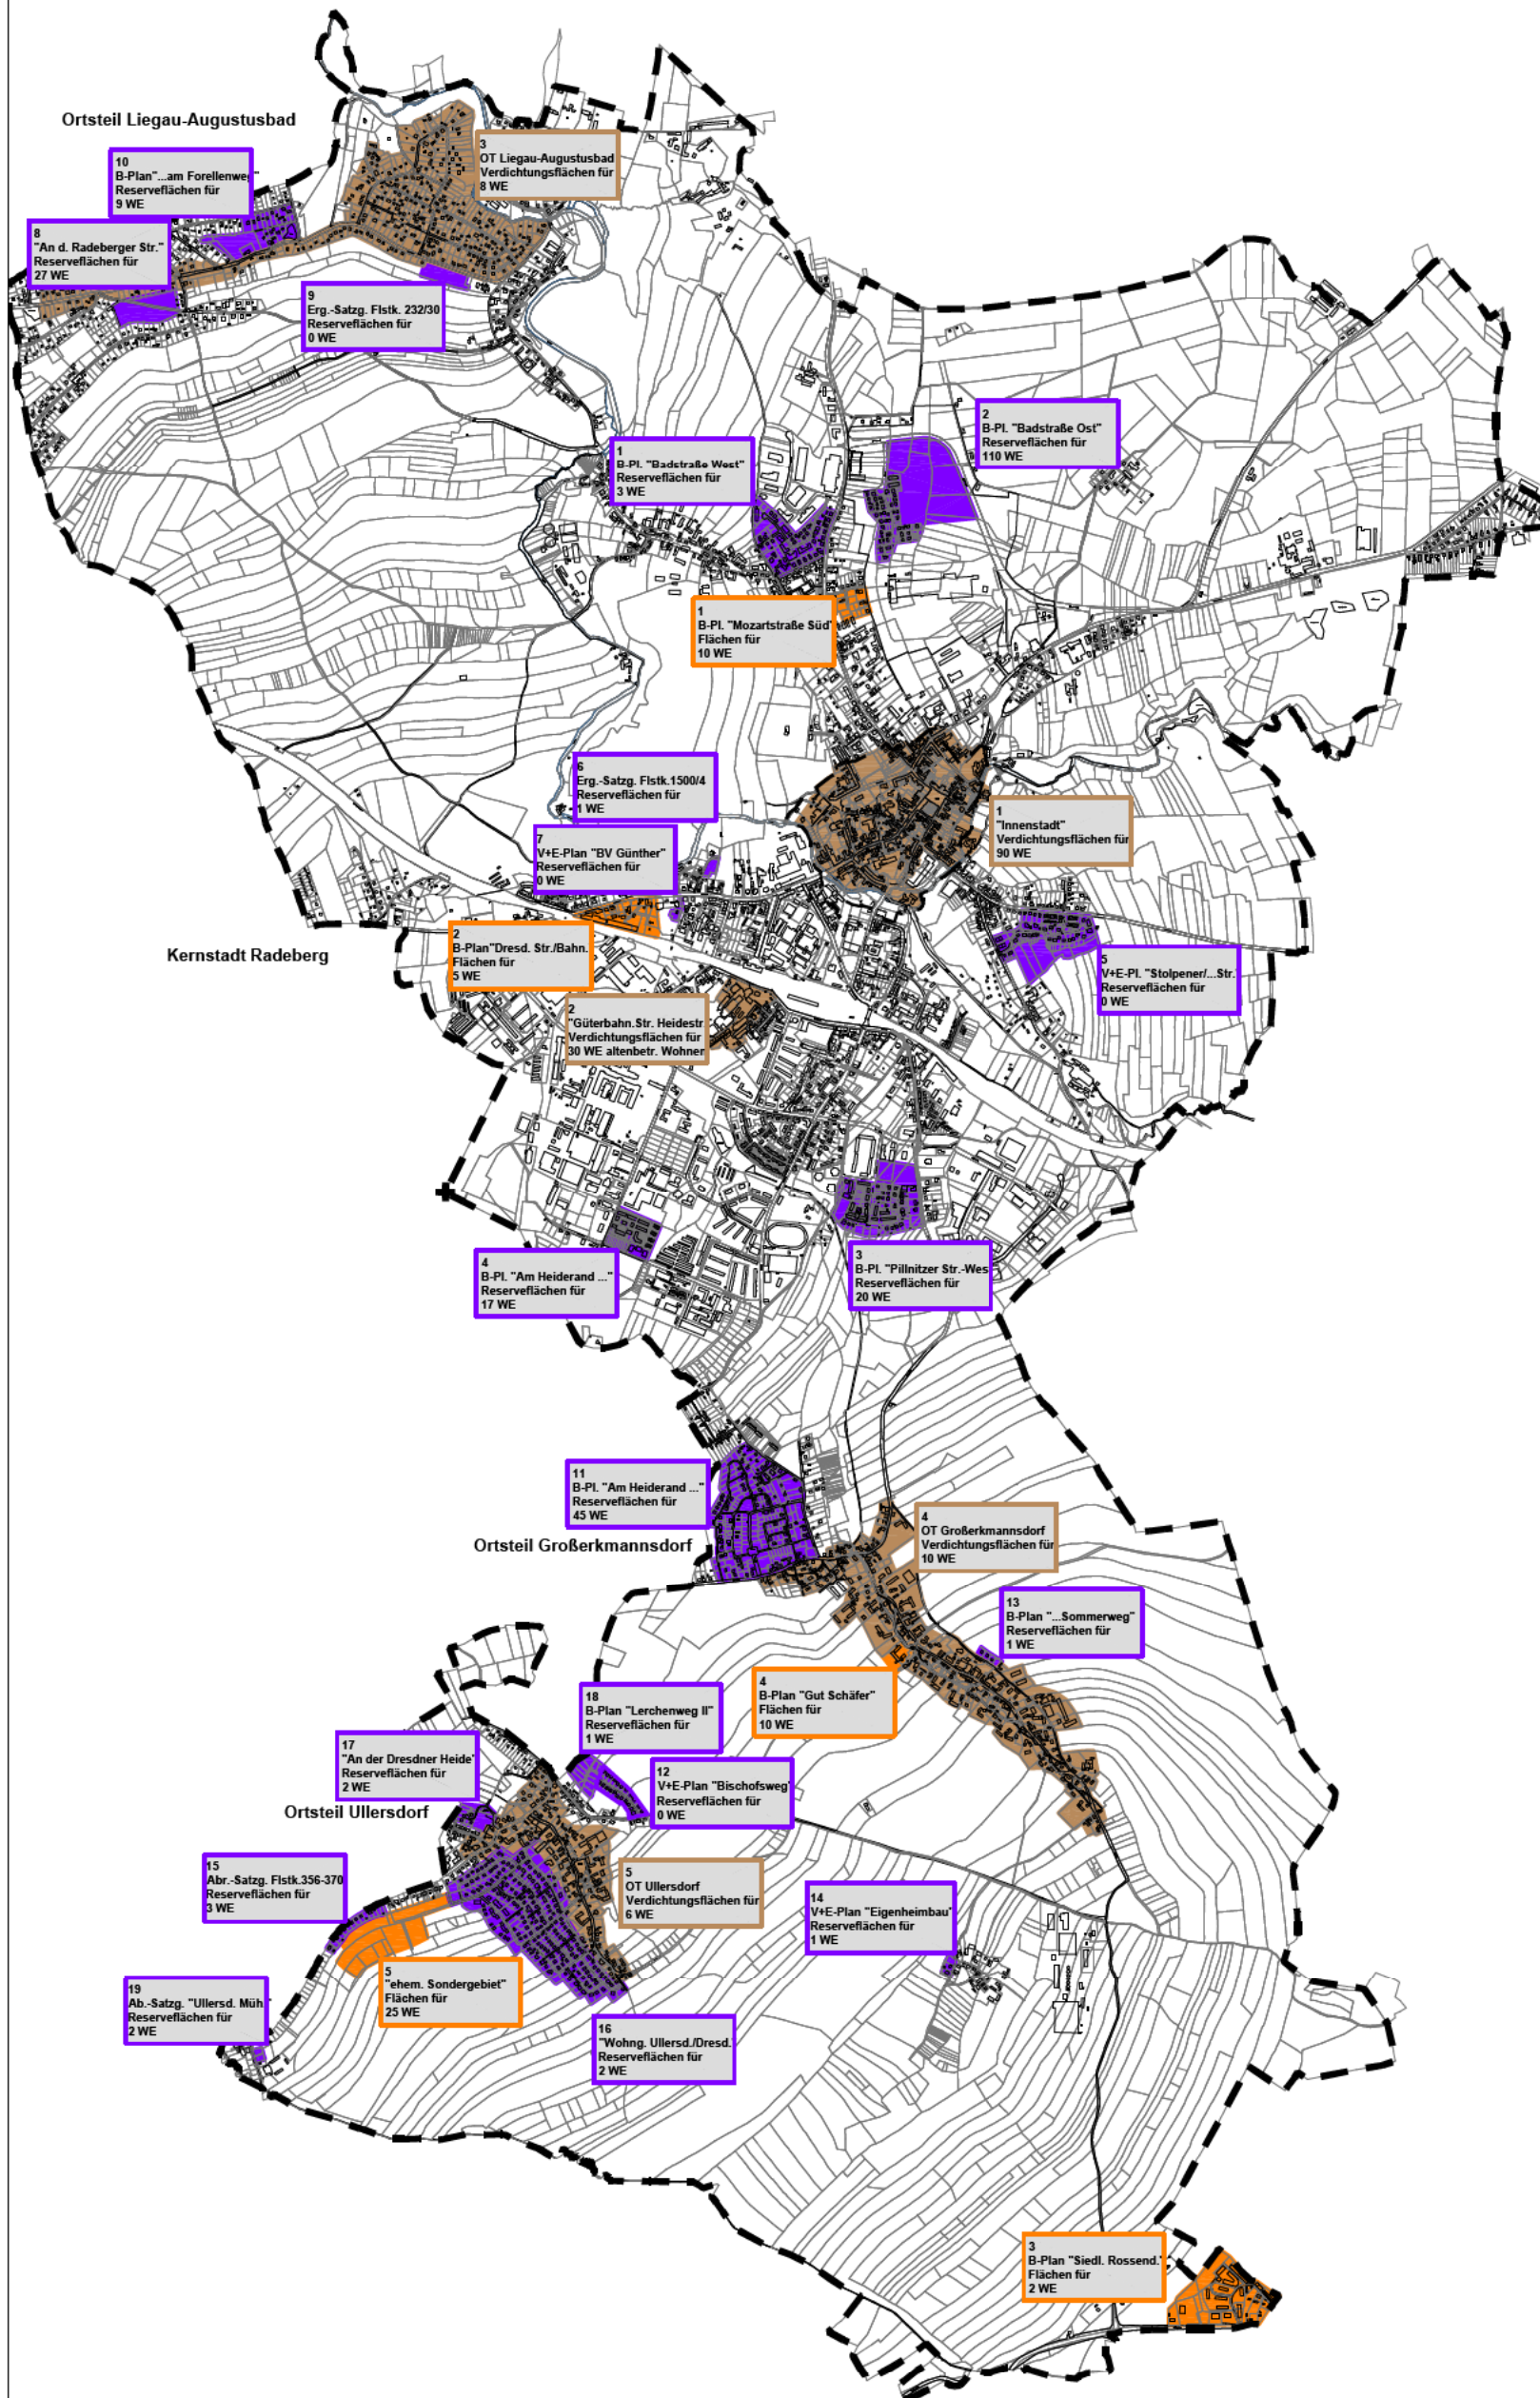 Ortsteil Liegau-Augustusbad
3
OT Liegau-Augustusbad
Verdichtungsflächen für
8 WE
10
B-Plan"...am Forellenweg"
Reserveflächen für
9 WE
8
"An d. Radeberger Str."
Reserveflächen für
27 WE
9
Erg.-Satzg. Flstk. 232/30
Reserveflächen für
0 WE
2
B-Pl. "Badstraße Ost"
Reserveflächen für
110 WE
1
B-Pl. "Badstraße West"
Reserveflächen für
3 WE
1
B-Pl. "Mozartstraße Süd"
Flächen für
10 WE
6
Erg.-Satzg. Flstk.1500/4
Reserveflächen für
1 WE
1
"Innenstadt"
Verdichtungsflächen für
90 WE
7
V+E-Plan "BV Günther"
Reserveflächen für
0 WE
Kernstadt Radeberg
2
B-Plan"Dresd. Str./Bahn.
Flächen für
5 WE
5
V+E-Pl. "Stolpener/...Str."
Reserveflächen für
0 WE
2
"Güterbahn.Str. Heidestr.
Verdichtungsflächen für
30 WE altenbetr. Wohnen
4
B-Pl. "Am Heiderand ..."
Reserveflächen für
17 WE
3
B-Pl. "Pillnitzer Str.-Wes
Reserveflächen für
20 WE
11
B-Pl. "Am Heiderand ..."
Reserveflächen für
45 WE
Ortsteil Großerkmannsdorf
4
OT Großerkmannsdorf
Verdichtungsflächen für
10 WE
13
B-Plan "...Sommerweg"
Reserveflächen für
1 WE
4
B-Plan "Gut Schäfer"
Flächen für
10 WE
18
B-Plan "Lerchenweg II"
Reserveflächen für
1 WE
17
"An der Dresdner Heide"
Reserveflächen für
2 WE
12
V+E-Plan "Bischofsweg"
Reserveflächen für
0 WE
Ortsteil Ullersdorf
15
Abr.-Satzg. Flstk.356-370
Reserveflächen für
3 WE
5
OT Ullersdorf
Verdichtungsflächen für
6 WE
14
V+E-Plan "Eigenheimbau"
Reserveflächen für
1 WE
5
"ehem. Sondergebiet"
Flächen für
25 WE
19
Ab.-Satzg. "Ullersd. Müh."
Reserveflächen für
2 WE
16
"Wohng. Ullersd./Dresd."
Reserveflächen für
2 WE
3
B-Plan "Siedl. Rossend."
Flächen für
2 WE